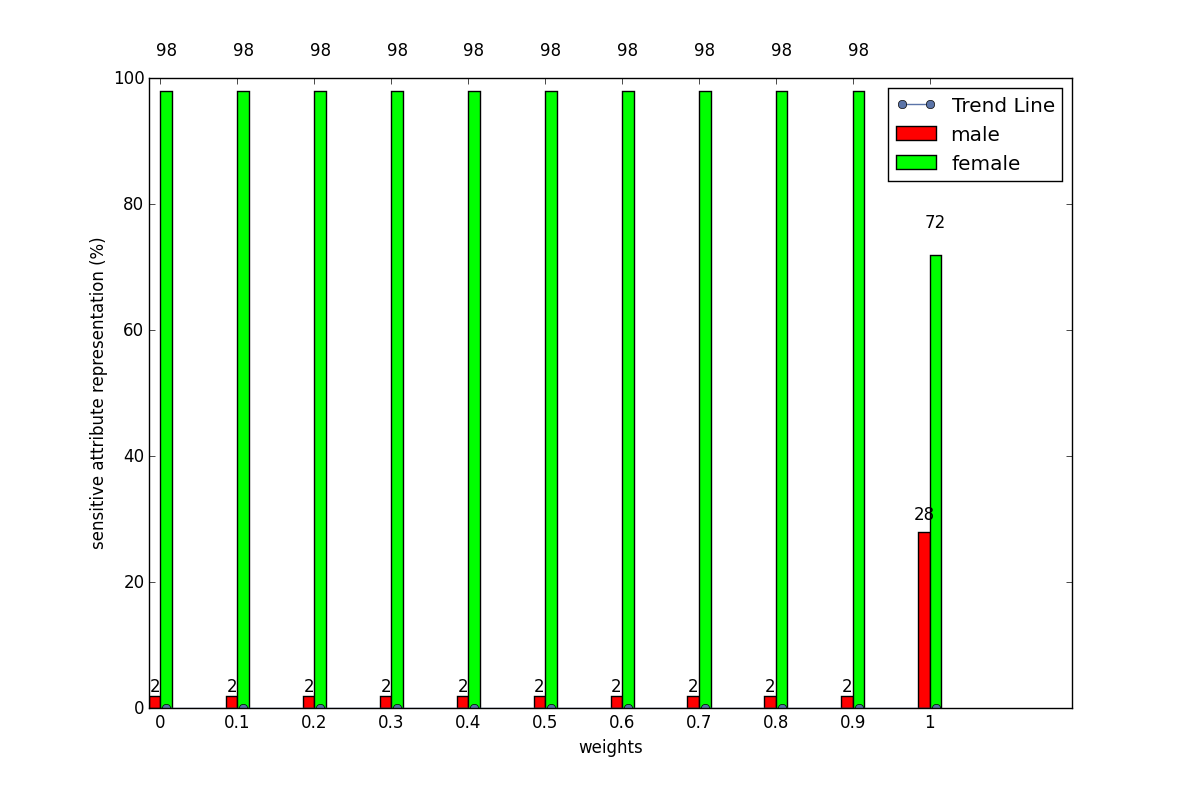 98 98 98 98 98 98 98 98 98 98
100
Trend Line
male
female
80
72
60
sensitive attribute representation (%)
40
28
20
2 2 2 2 2 2 2 2 2 2
0
0 0.1 0.2 0.3 0.4 0.5 0.6 0.7 0.8 0.9 1
weights